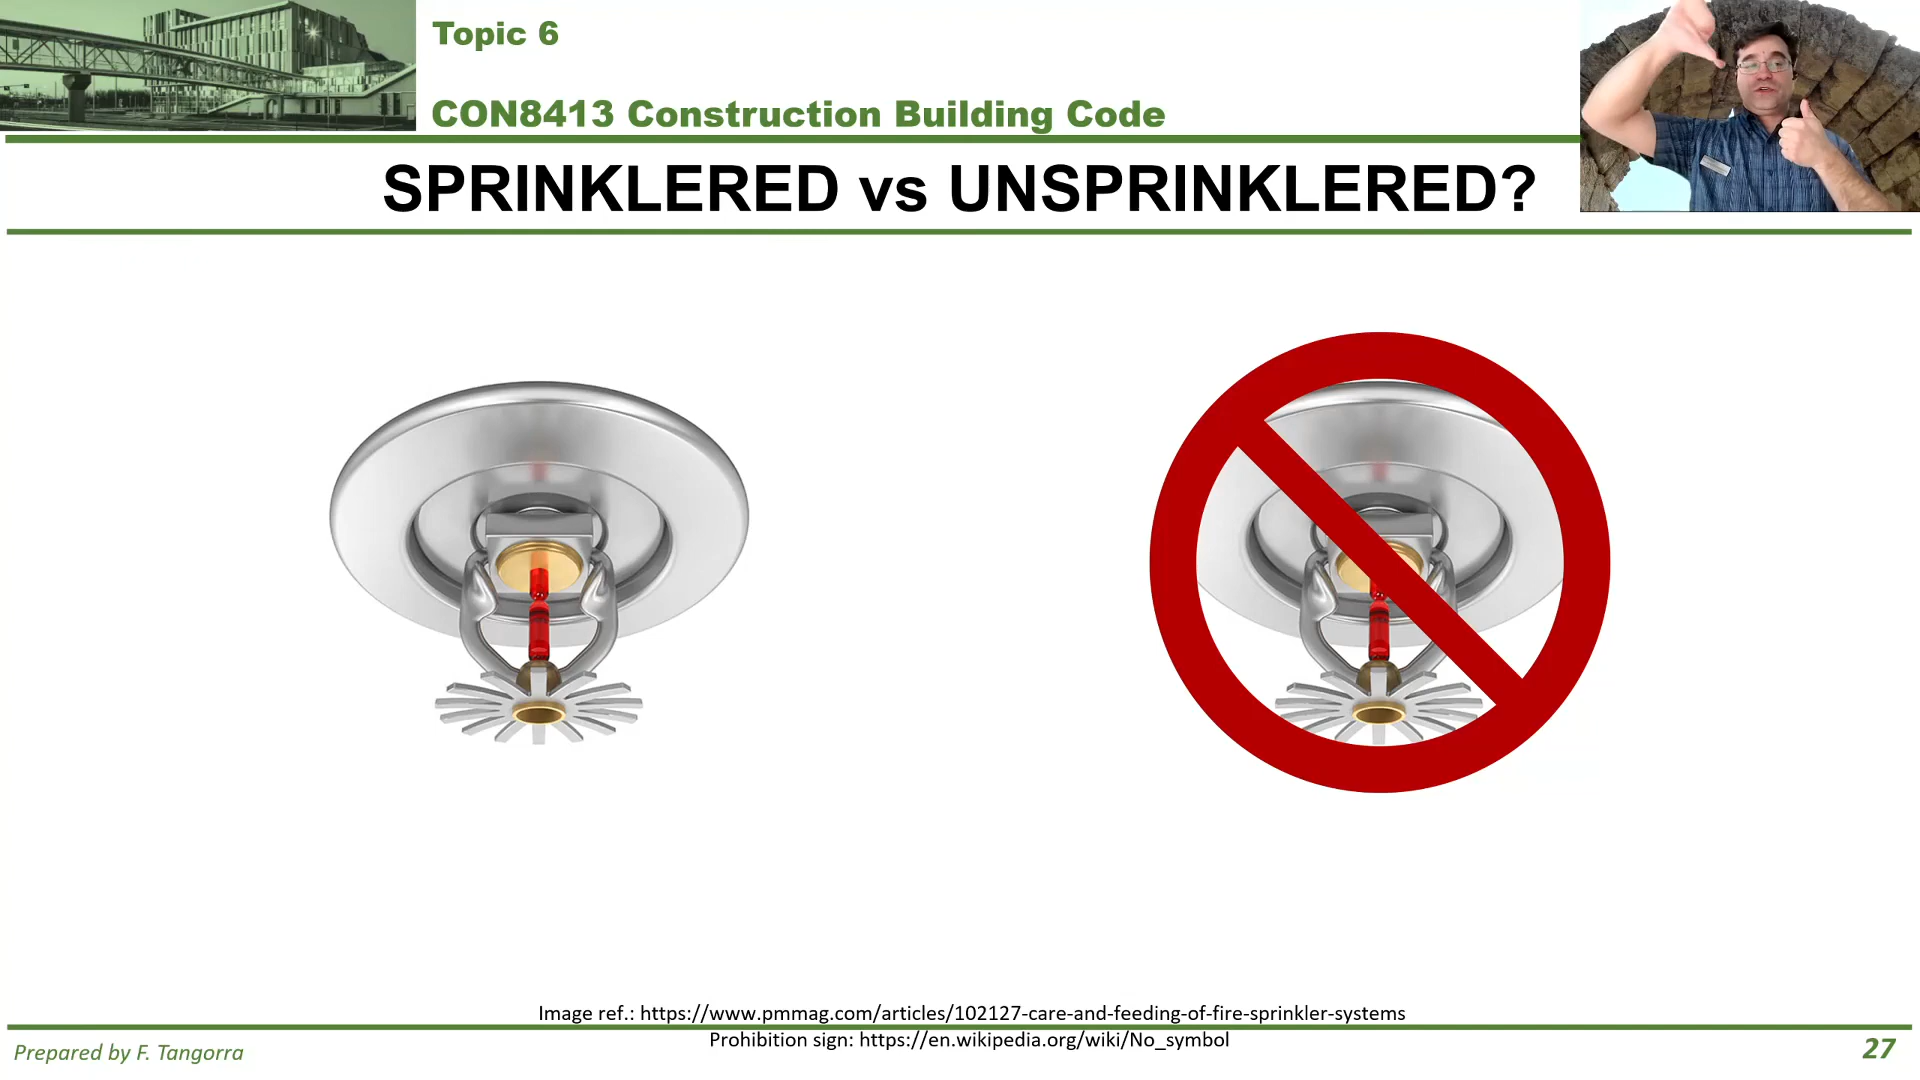 Topic 6
CON8413 Construction Building Code
SPRINKLERED vs UNSPRINKLERED?
Image ref.: https://www.pmmag.com/articles/102127-care-and-feeding-of-fire-sprinkler-systems
Prohibition sign: https://en.wikipedia.org/wiki/No_symbol
Prepared by F. Tangorra
27